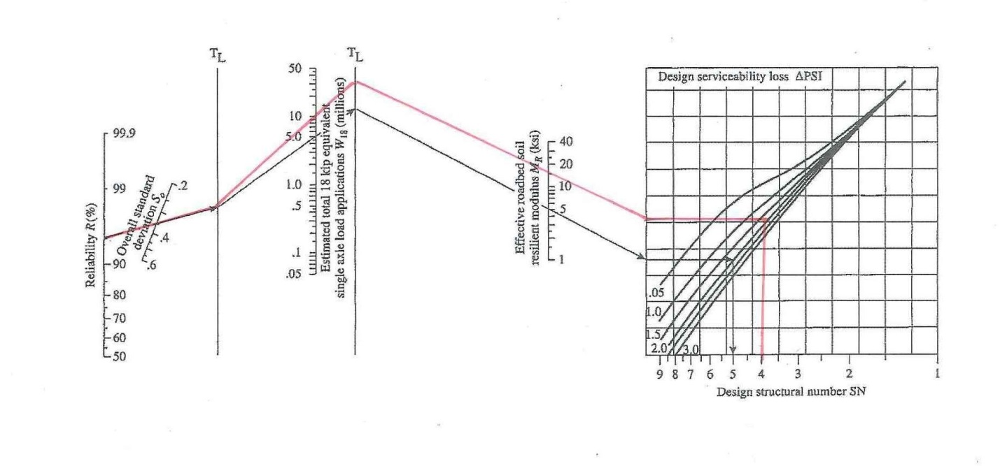 T_L
T_L
99.9
99
90
80
70
60
50
Reliability R(%)
.2
.4
.6
Overall standard
deviation S_o
50
10
5.0
1.0
.5
.1
.05
Estimated total 18 kip equivalent
single axle load applications W_18 (millions)
Effective roadbed soil
resilient modulus M_R (ksi)
40
20
10
5
1
Design serviceability loss ΔPSI
.05
1.0
1.5
2.0
3.0
9 8 7 6 5 4 3 2 1
Design structural number SN